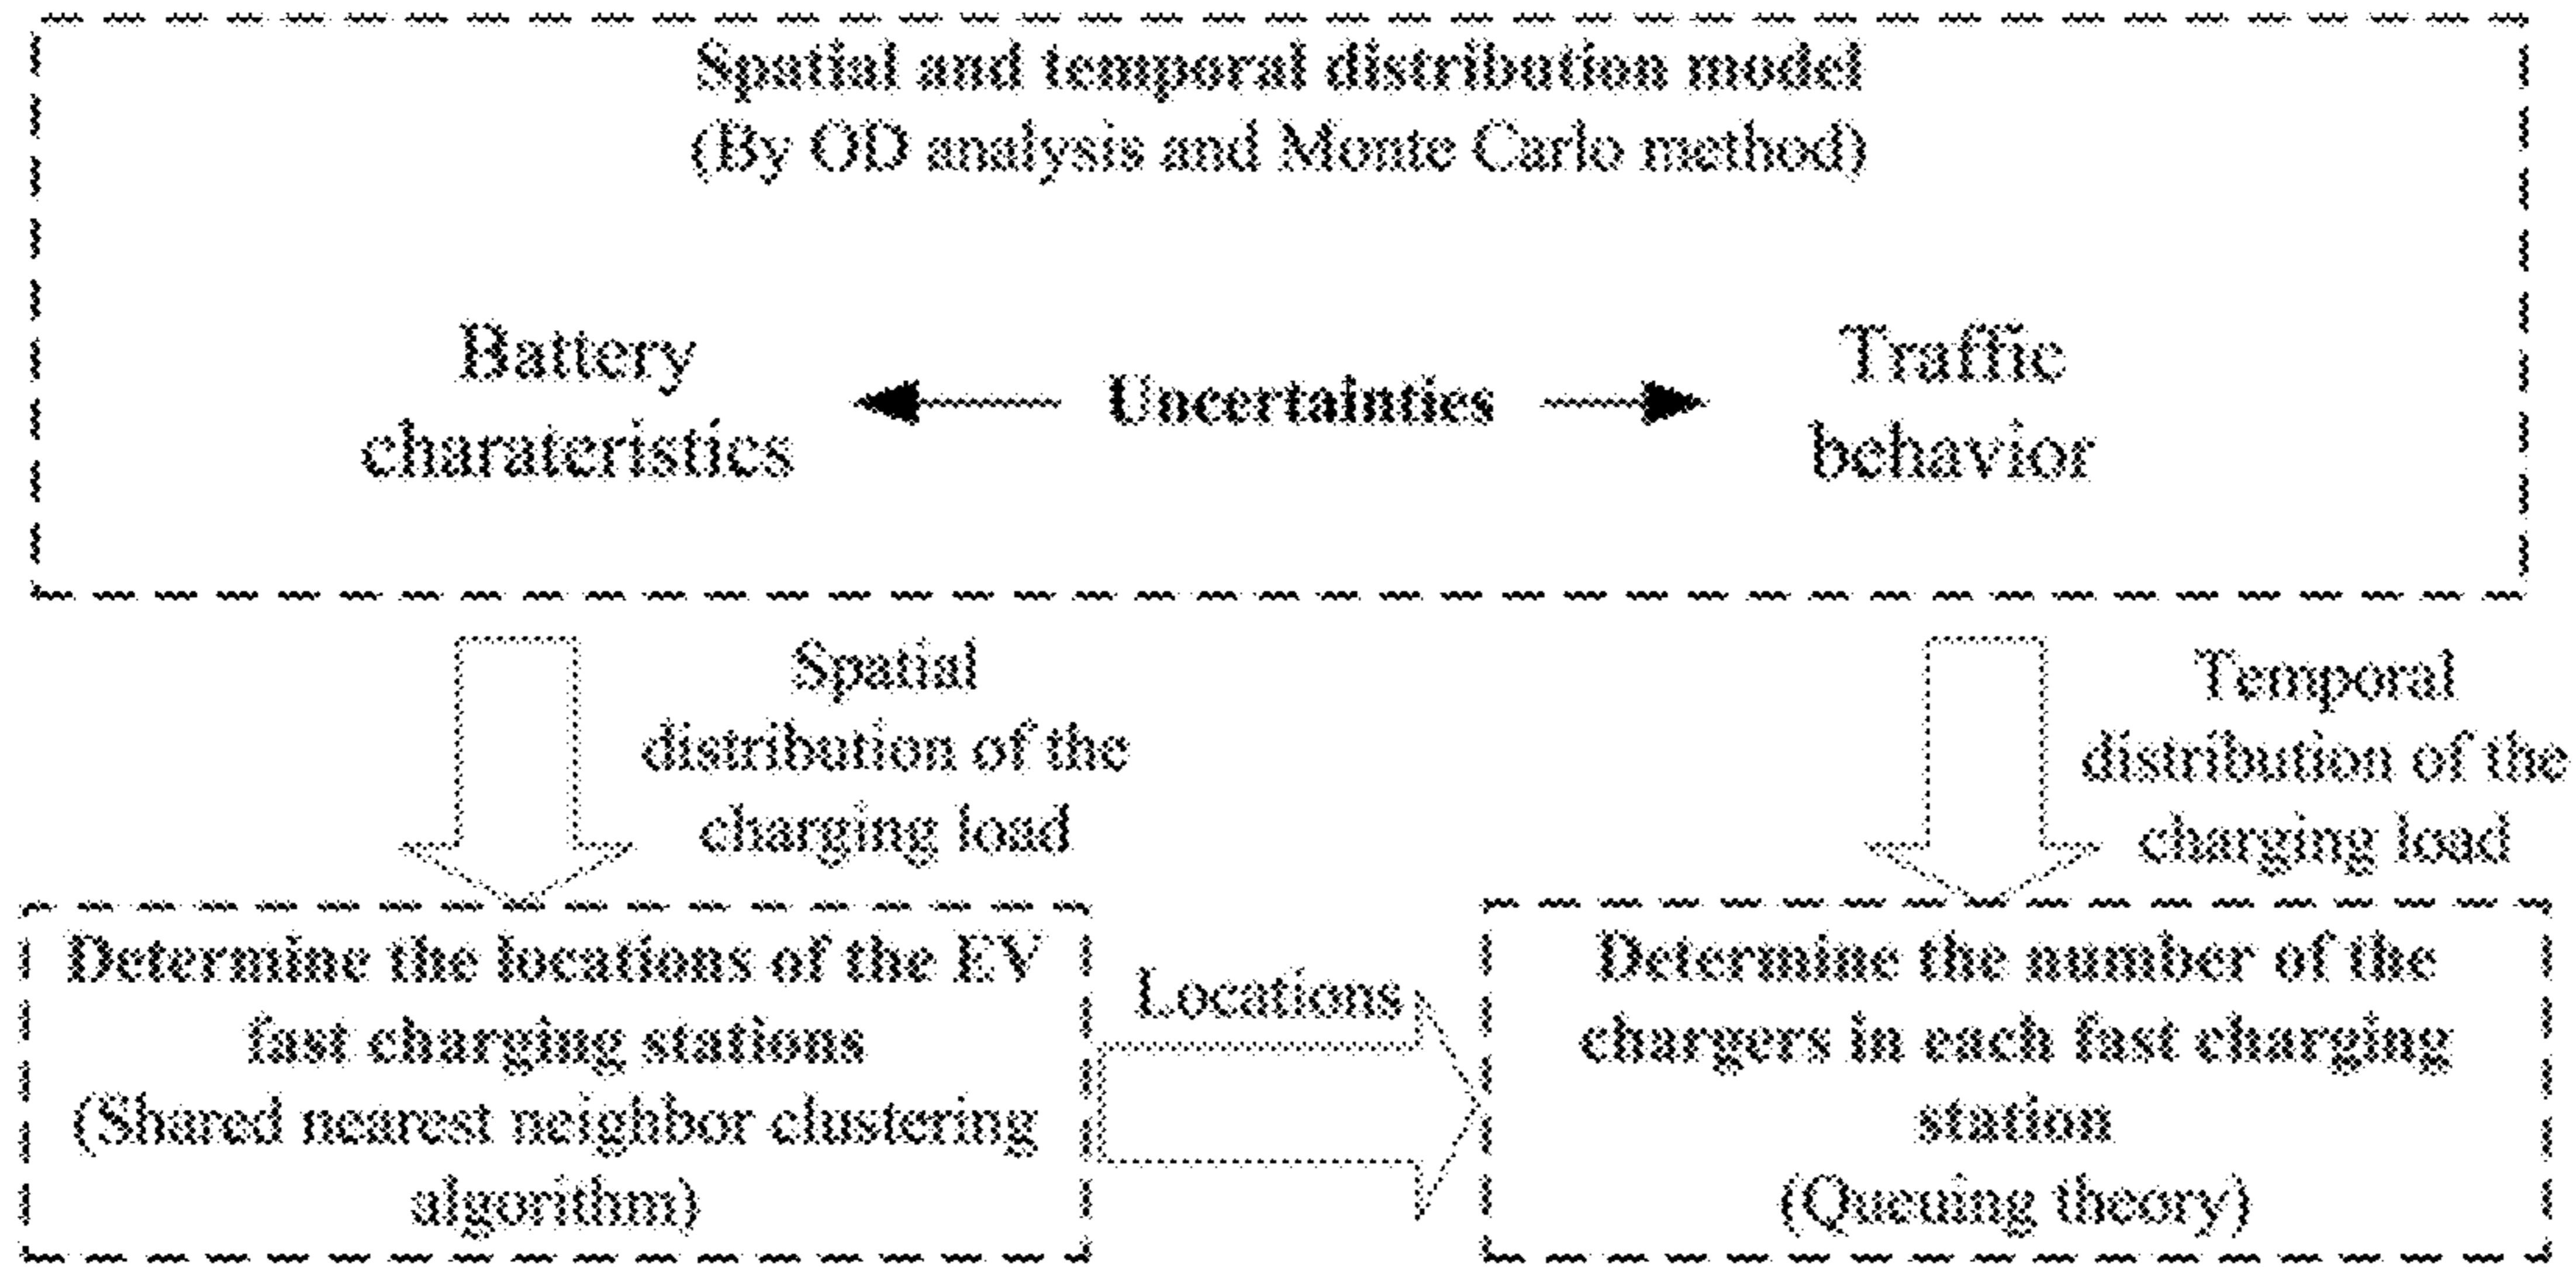 Spatial and temporal distribution model
(By OD analysis and Monte Carlo method)
Battery
charateristics
Uncertainties
Traffic
behavior
Spatial
distribution of the
charging load
Temporal
distribution of the
charging load
Determine the locations of the EV
fast charging stations
(Shared nearest neighbor clustering
algorithm)
Locations
Determine the number of the
chargers in each fast charging
station
(Queuing theory)